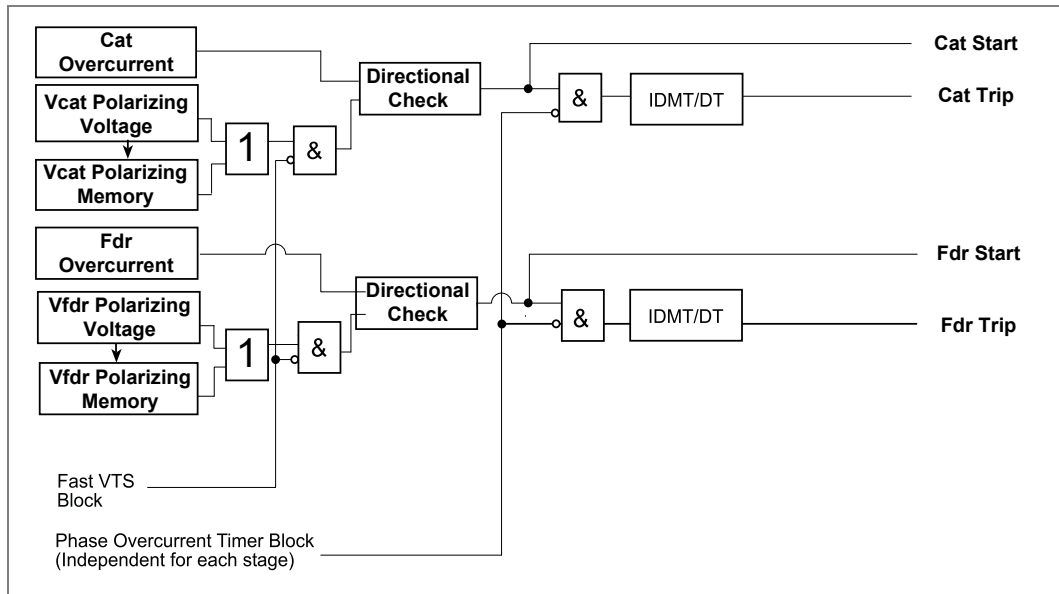 Cat
Overcurrent
Vcat Polarizing
Voltage
Vcat Polarizing
Memory
1
&
Directional
Check
&
IDMT/DT
Cat Start
Cat Trip
Fdr
Overcurrent
Vfdr Polarizing
Voltage
Vfdr Polarizing
Memory
1
&
Directional
Check
&
IDMT/DT
Fdr Start
Fdr Trip
Fast VTS
Block
Phase Overcurrent Timer Block
(Independent for each stage)